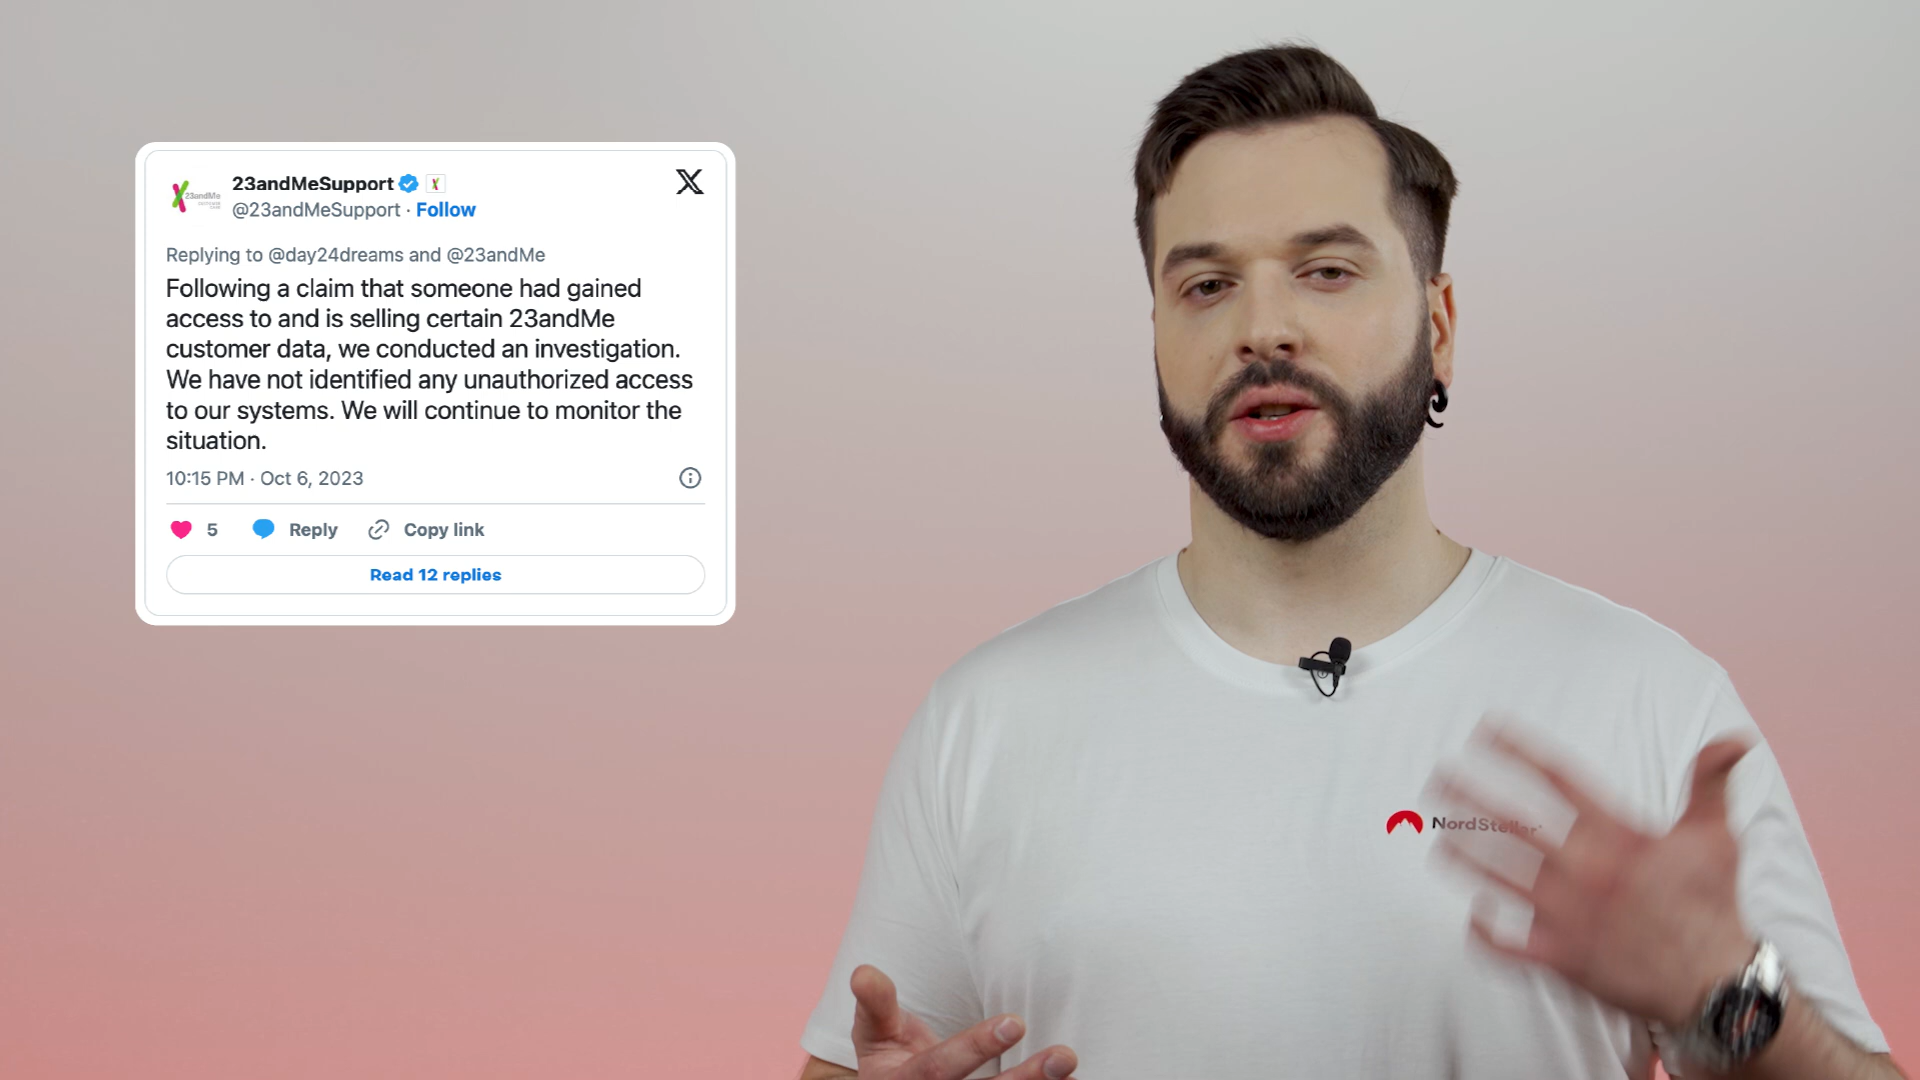 23andMeSupport
@23andMeSupport · Follow
23andMe
Replying to @day24dreams and @23andMe
Following a claim that someone had gained
access to and is selling certain 23andMe
customer data, we conducted an investigation.
We have not identified any unauthorized access
to our systems. We will continue to monitor the
situation.
10:15 PM · Oct 6, 2023
5 Reply Copy link
Read 12 replies
NordStellar